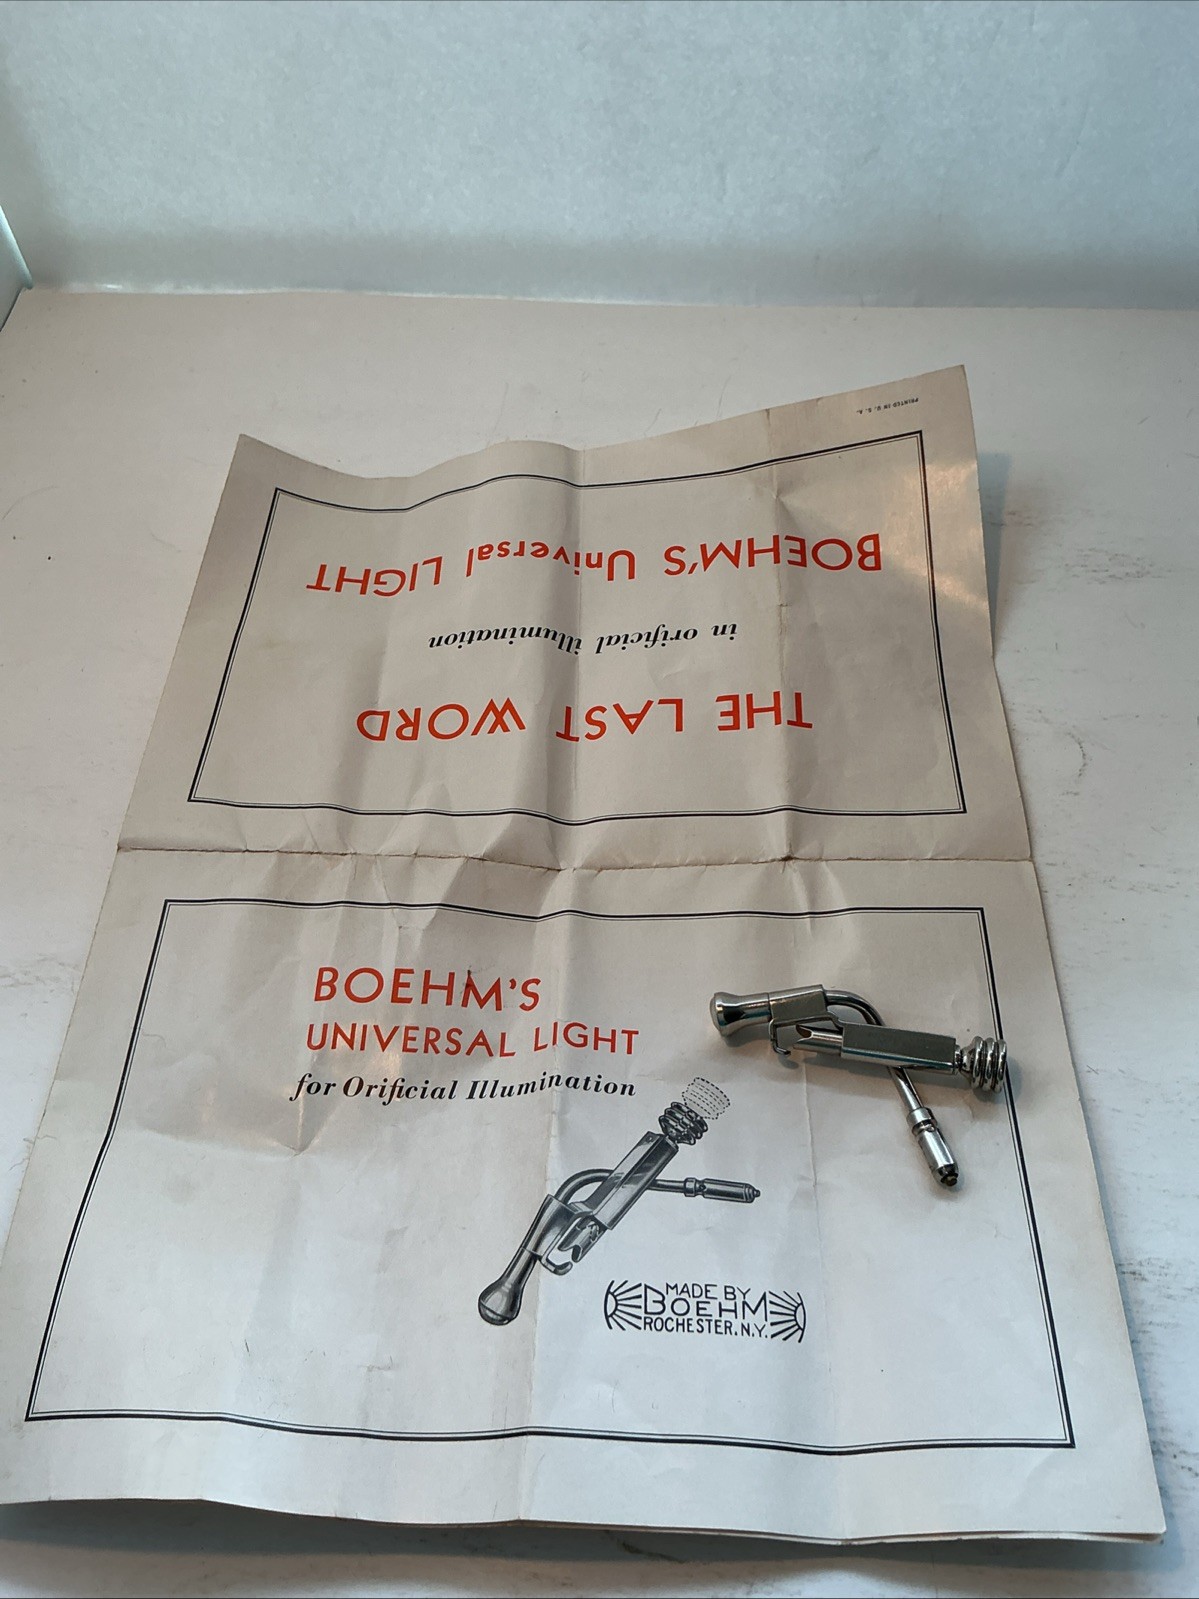 PRINTED IN U. S. A.
THE LAST WORD
in orificial illumination
BOEHM'S Universal LIGHT
BOEHM'S
UNIVERSAL LIGHT
for Orificial Illumination
MADE BY
BOEHM
ROCHESTER. N.Y.